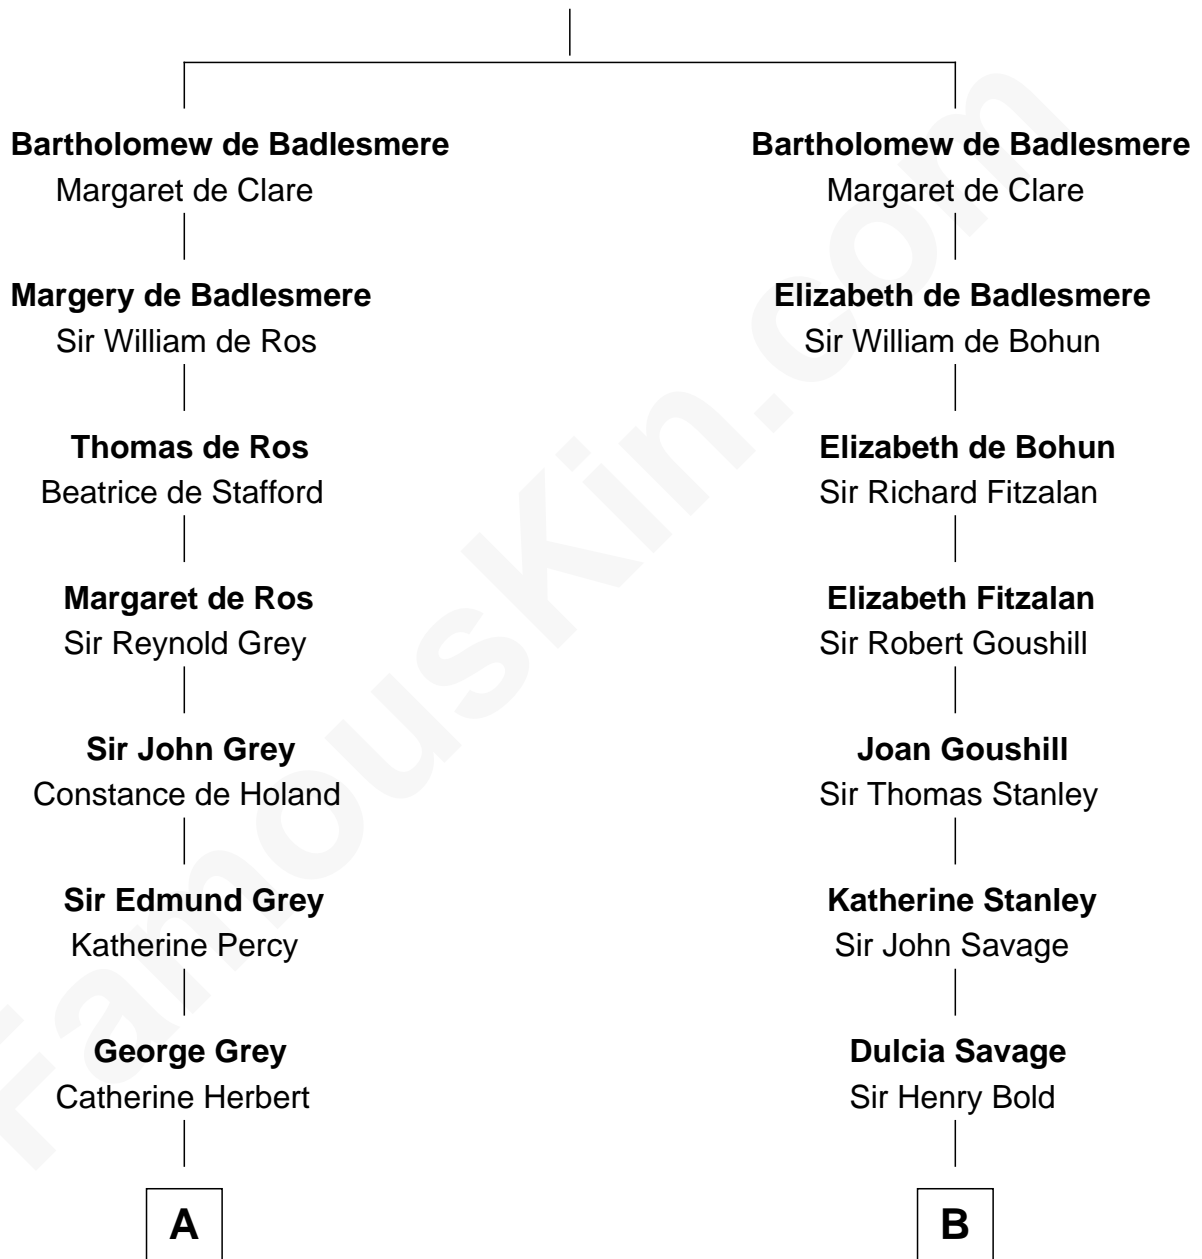 Bartholomew de Badlesmere
Margaret de Clare
Margery de Badlesmere
Sir William de Ros
Thomas de Ros
Beatrice de Stafford
Margaret de Ros
Sir Reynold Grey
Sir John Grey
Constance de Holand
Sir Edmund Grey
Katherine Percy
George Grey
Catherine Herbert
A
Bartholomew de Badlesmere
Margaret de Clare
Elizabeth de Badlesmere
Sir William de Bohun
Elizabeth de Bohun
Sir Richard Fitzalan
Elizabeth Fitzalan
Sir Robert Goushill
Joan Goushill
Sir Thomas Stanley
Katherine Stanley
Sir John Savage
Dulcia Savage
Sir Henry Bold
B
FamousKin.com